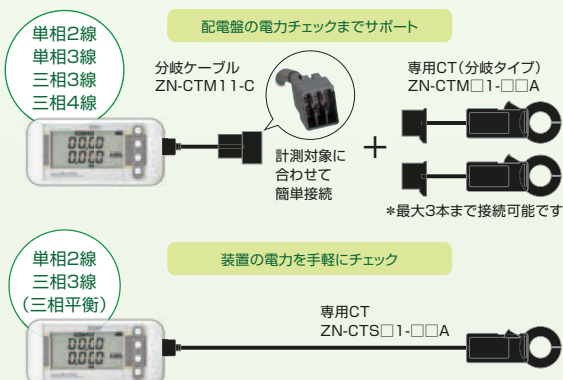 配電盤の電力チェックまでサポート
単相2線
単相3線
三相3線
三相4線
分岐ケーブル
ZN-CTM11-C
計測対象に
合わせて
簡単接続
+
専用CT(分岐タイプ)
ZN-CTM□1-□□A
*最大3本まで接続可能です
装置の電力を手軽にチェック
単相2線
三相3線
(三相平衡)
専用CT
ZN-CTS□1-□□A